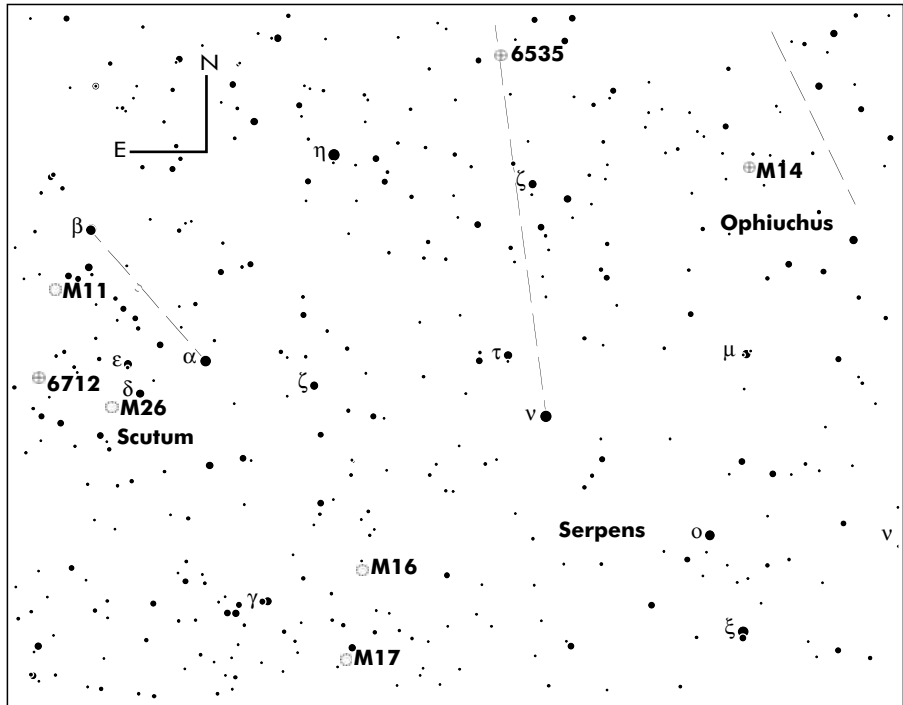 6535
N
E
η
M14
ζ
Ophiuchus
β
M11
α
ε
τ
μ
6712
δ
ζ
M26
ν
Scutum
Serpens
ο
ν
M16
γ
ξ
M17